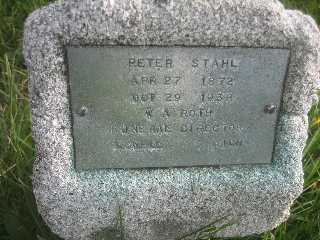 PETER STAHL
APR 27 1872
OCT 29
W A ROTH
FUNERAL DIRECTOR